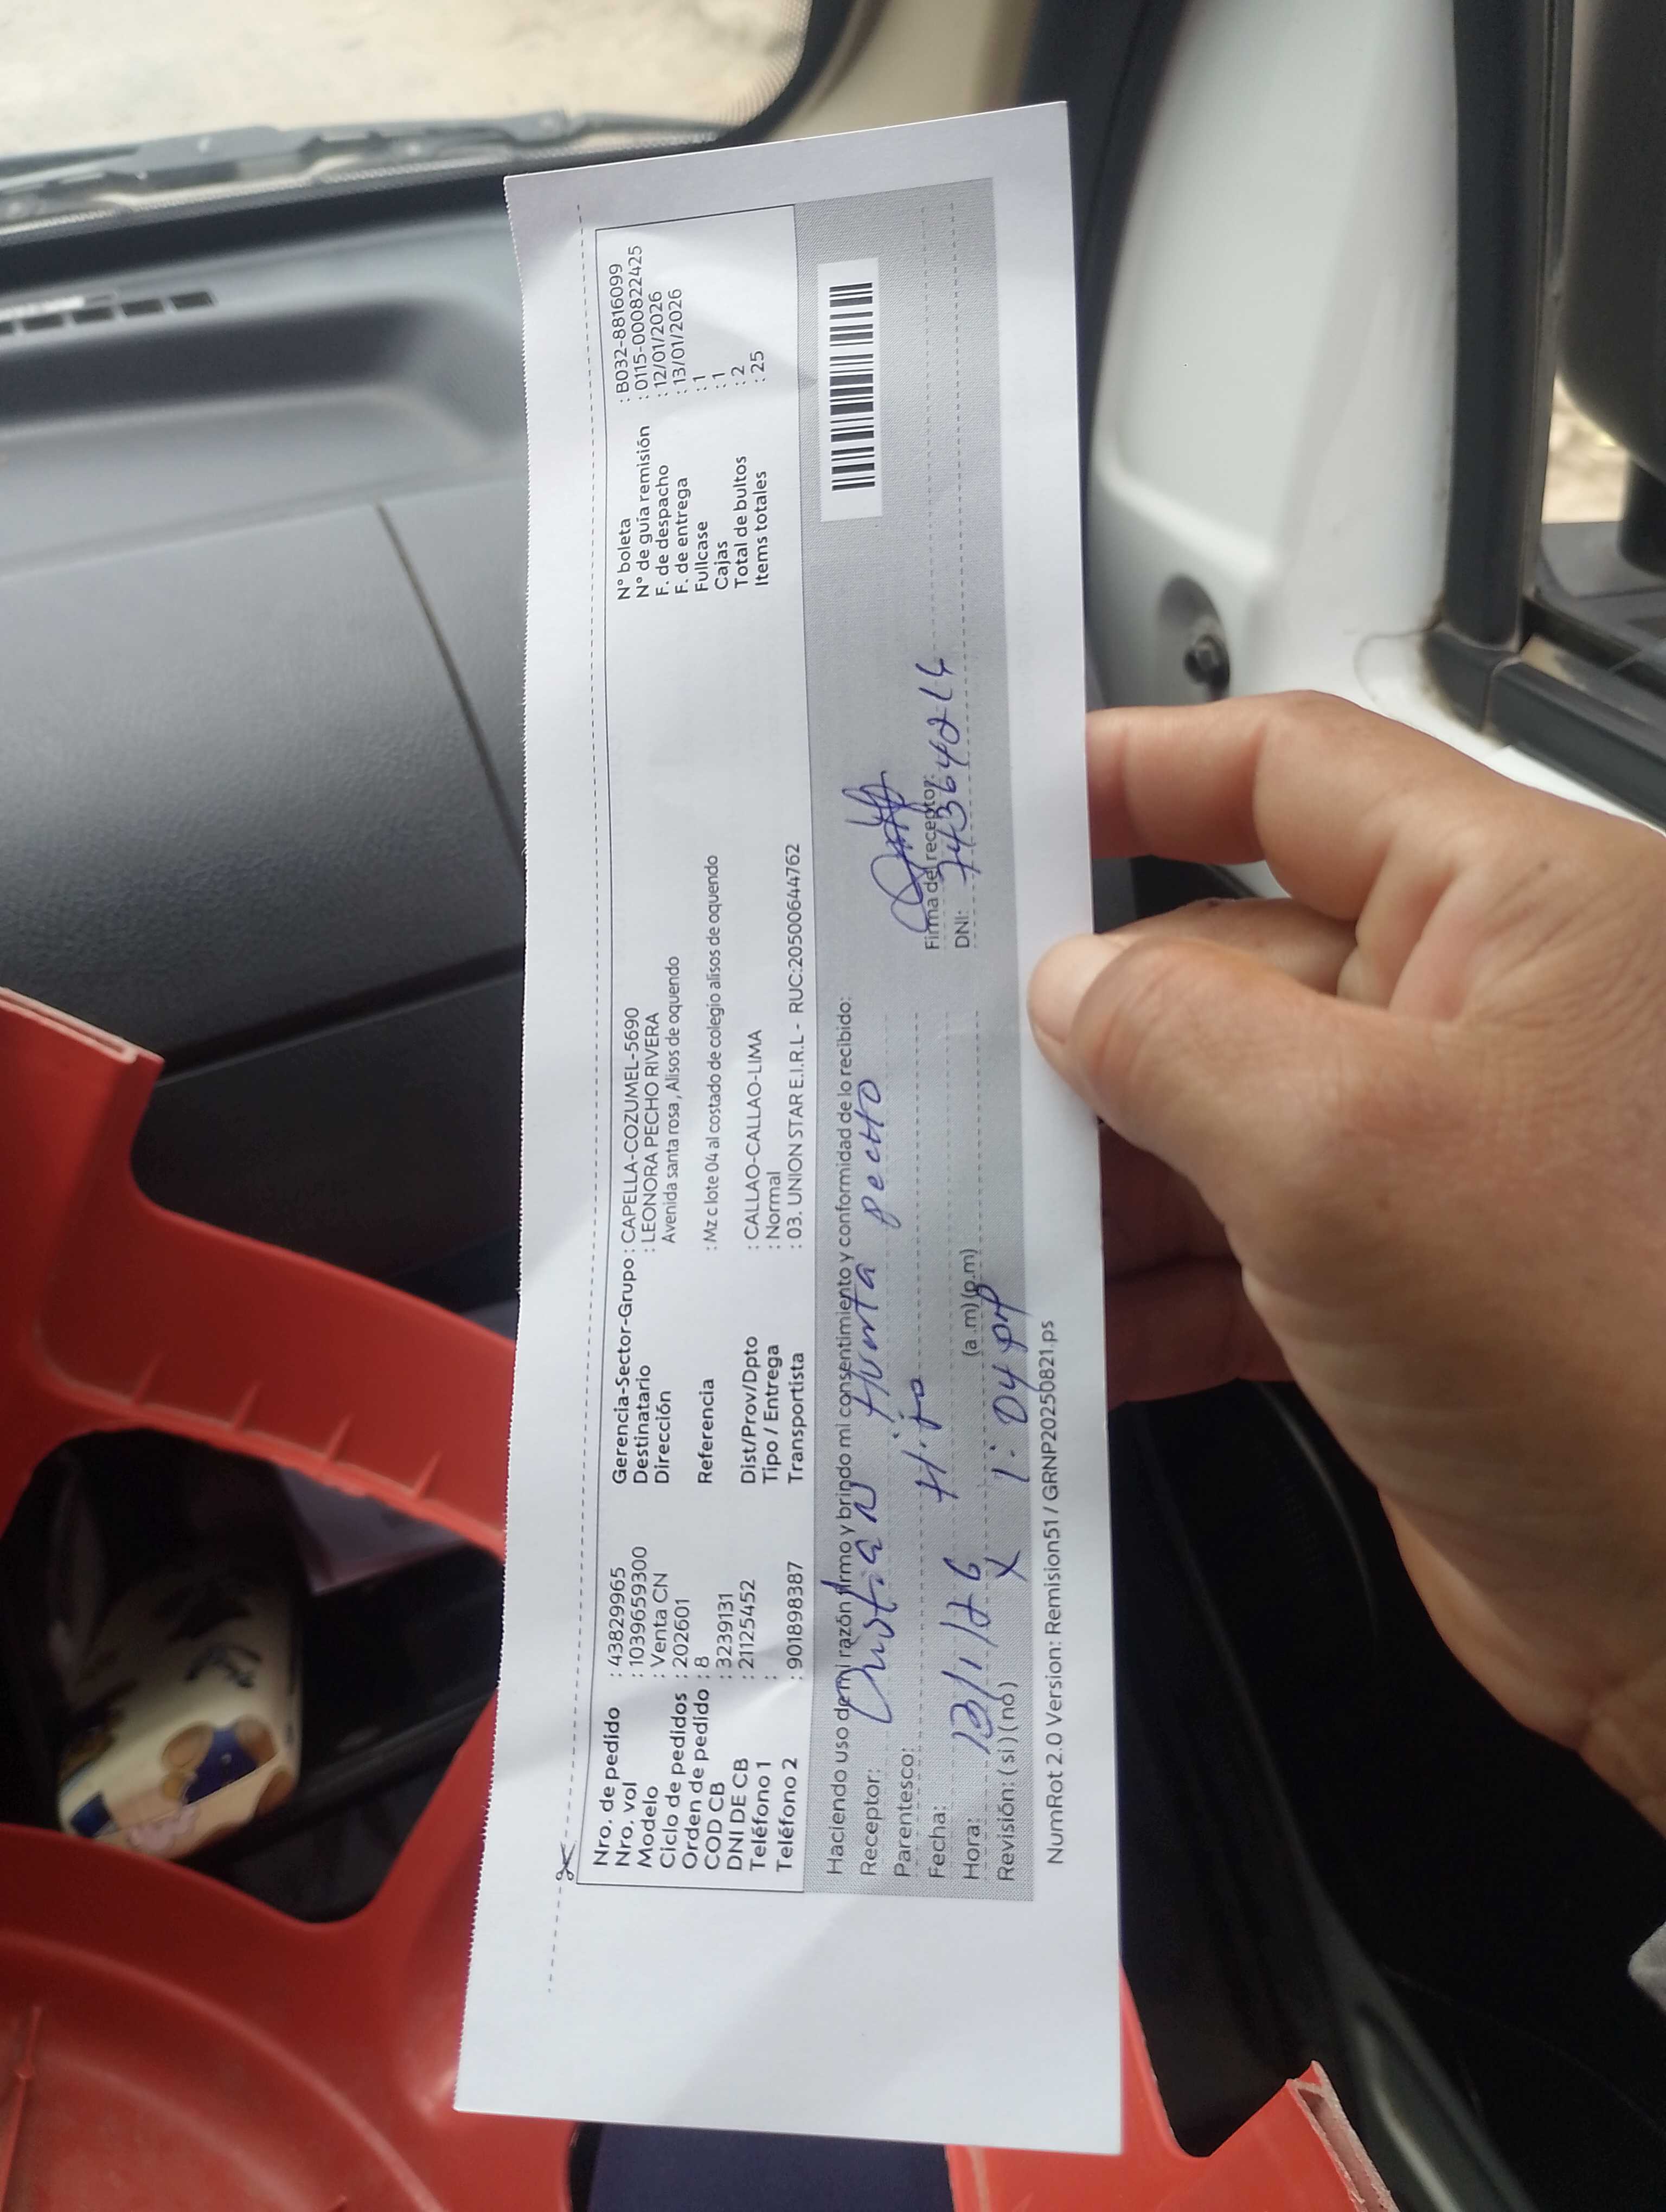 Nro. de pedido : 43829965
Nro. vol : 1039659300
Modelo : Venta CN
Ciclo de pedidos : 202601
Orden de pedido : 8
COD CB : 3239131
DNI DE CB : 21125452
Teléfono 1 :
Teléfono 2 : 901898387
Gerencia-Sector-Grupo : CAPELLA-COZUMEL-5690
Destinatario : LEONORA PECHO RIVERA
Dirección Avenida santa rosa , Alisos de oquendo
Referencia : Mz c lote 04 al costado de colegio alisos de oquendo
Dist/Prov/Dpto : CALLAO-CALLAO-LIMA
Tipo / Entrega : Normal
Transportista : 03. UNION STAR E.I.R.L - RUC:20500644762
N° boleta : B032-8816099
N° de guía remisión : 0115-0000822425
F. de despacho : 12/01/2026
F. de entrega : 13/01/2026
Fullcase : 1
Cajas : 1
Total de bultos : 2
Items totales : 25
Haciendo uso de mi razón firmo y brindo mi consentimiento y conformidad de lo recibido:
Receptor: Cristian Hunta pecHo
Parentesco: Hijo
Fecha: 13/1/26
Hora: (a.m) (p.m)
1:04 pm
Revisión: ( si ) ( no ) X
Firma del receptor:
DNI:
NumRot 2.0 Version: Remision51 / GRNP20250821.ps